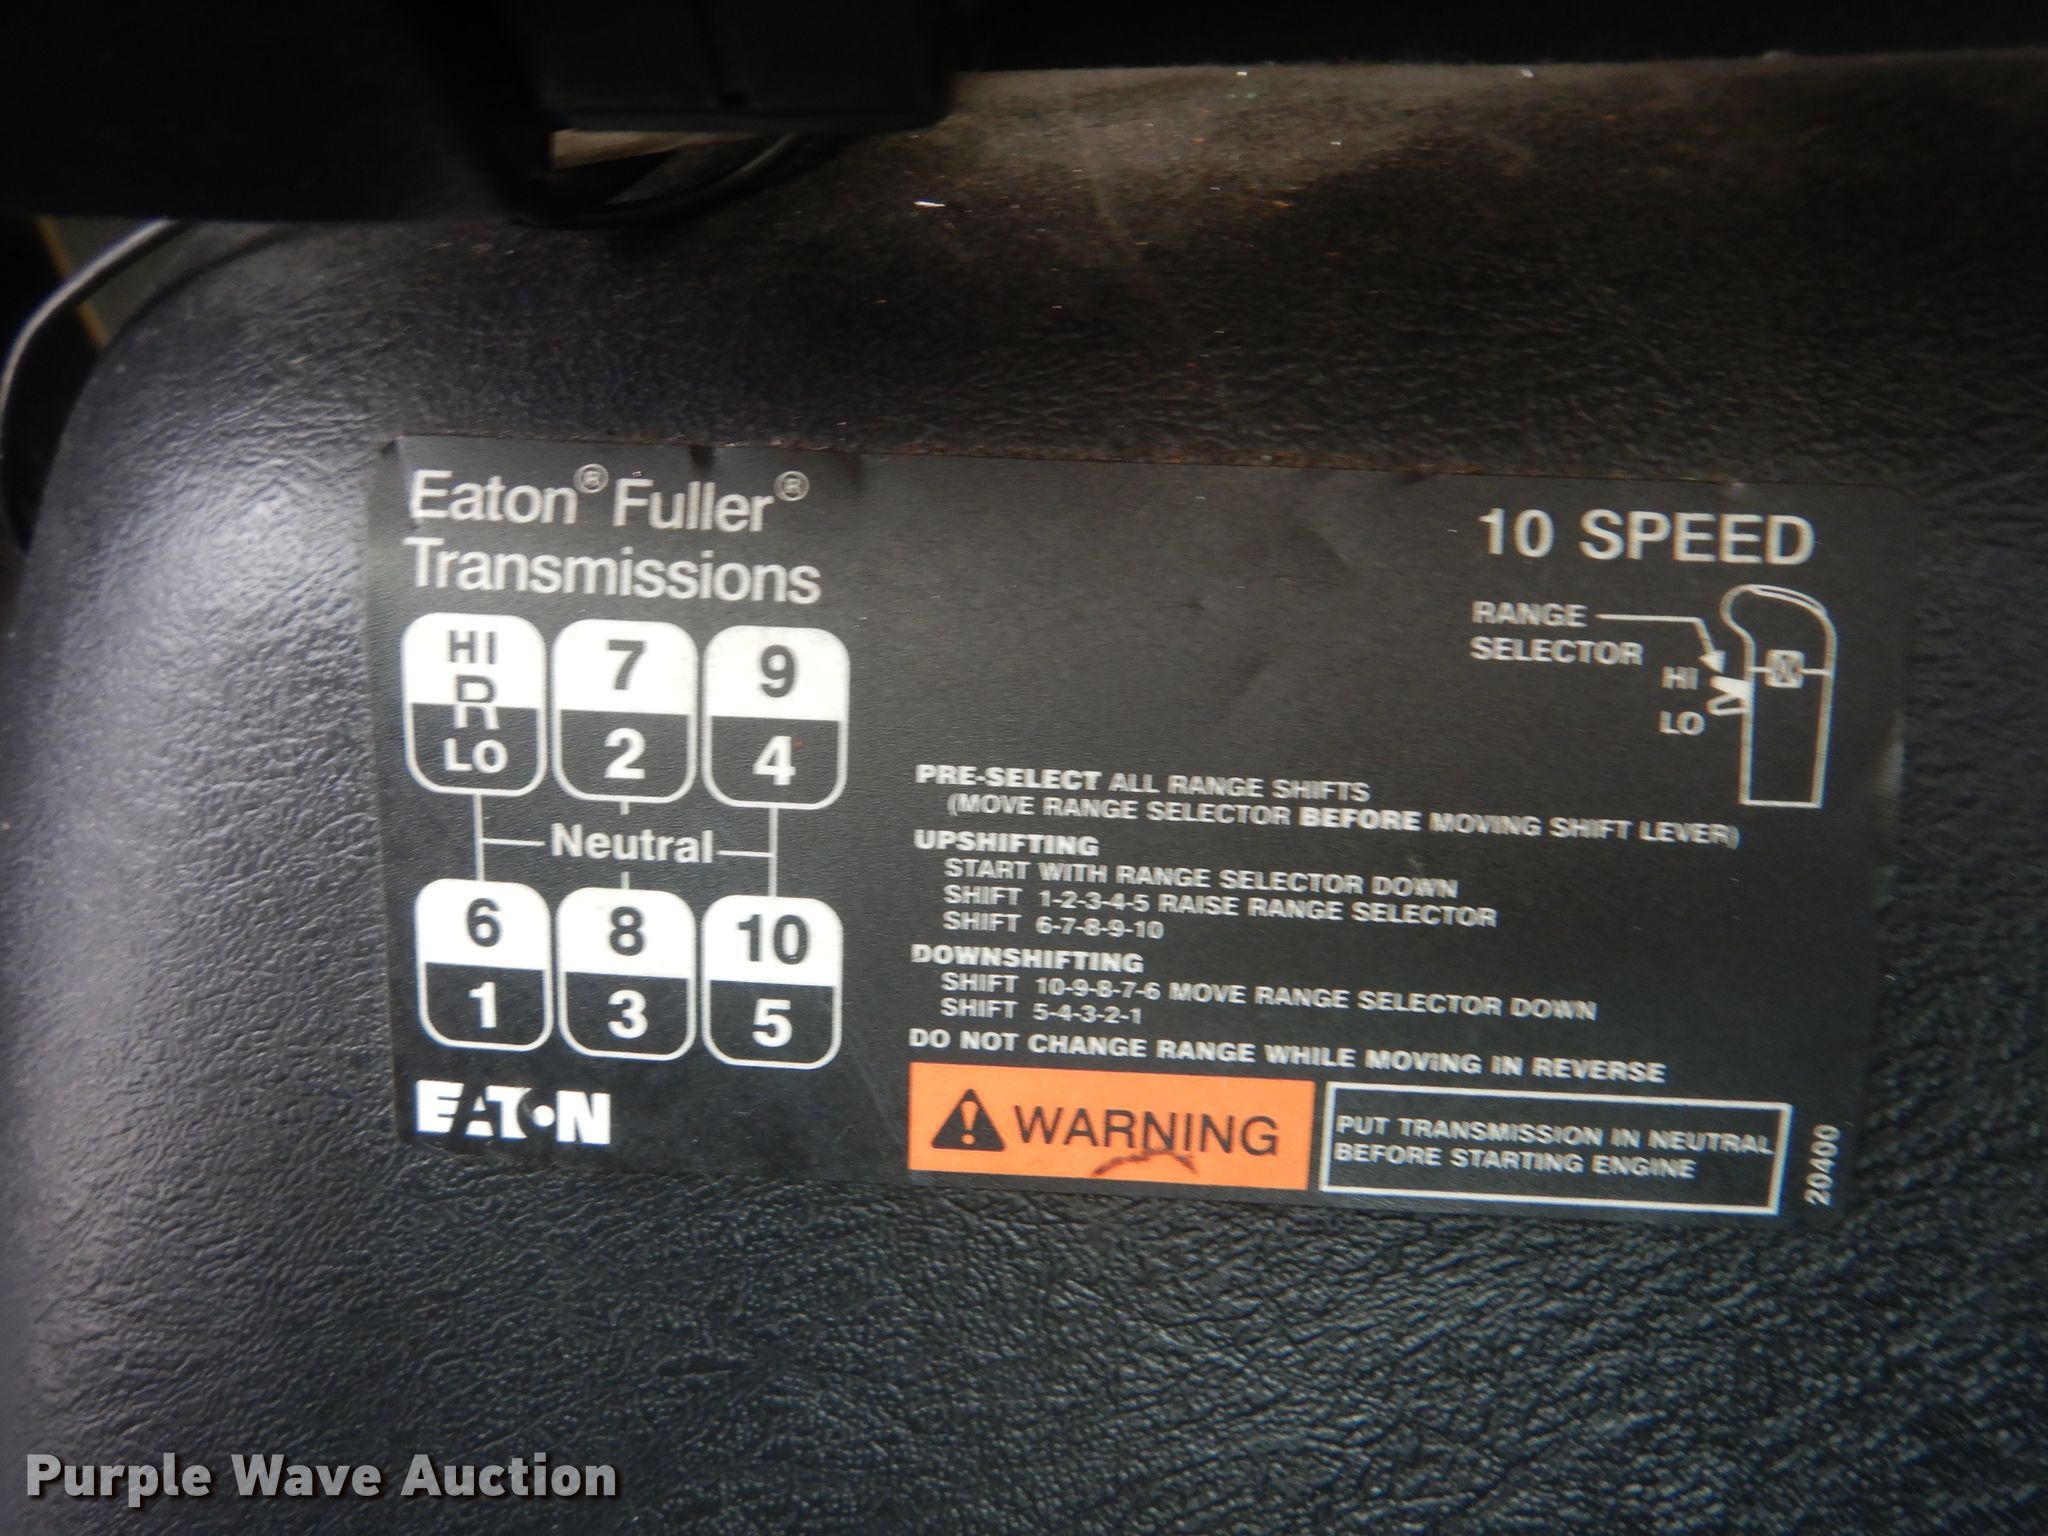 Eaton® Fuller®
Transmissions
HI
R
LO
7
2
9
4
Neutral
6
1
8
3
10
5
EATON
10 SPEED
RANGE
SELECTOR
HI
LO
PRE-SELECT ALL RANGE SHIFTS
(MOVE RANGE SELECTOR BEFORE MOVING SHIFT LEVER)
UPSHIFTING
START WITH RANGE SELECTOR DOWN
SHIFT 1-2-3-4-5 RAISE RANGE SELECTOR
SHIFT 6-7-8-9-10
DOWNSHIFTING
SHIFT 10-9-8-7-6 MOVE RANGE SELECTOR DOWN
SHIFT 5-4-3-2-1
DO NOT CHANGE RANGE WHILE MOVING IN REVERSE
WARNING
PUT TRANSMISSION IN NEUTRAL
BEFORE STARTING ENGINE
20400
Purple Wave Auction